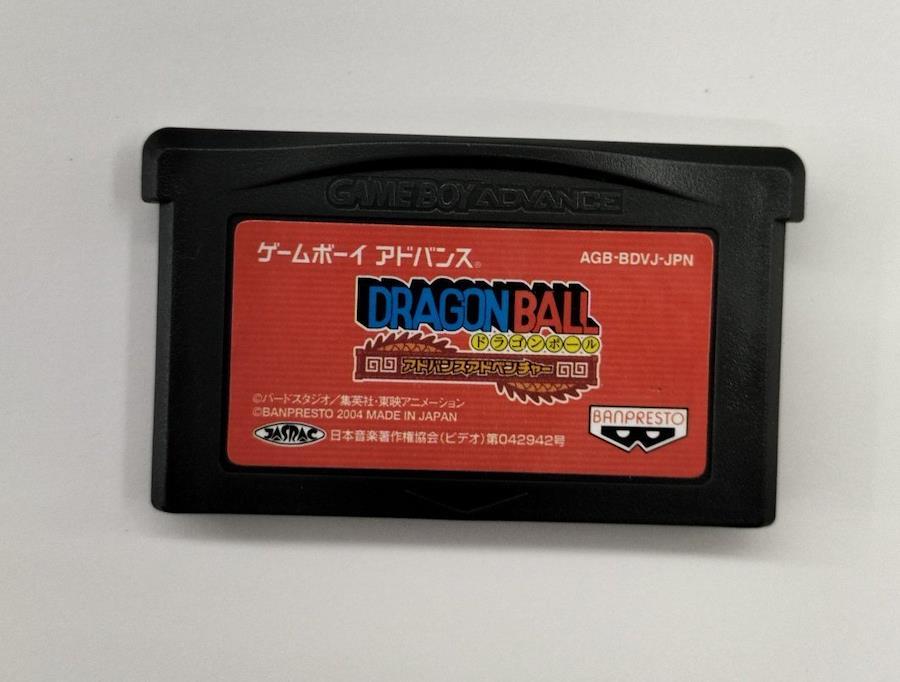 GAME BOY ADVANCE
ゲームボーイ アドバンス®
AGB-BDVJ-JPN
DRAGON BALL
ドラゴンボール
アドバンスアドベンチャー
©バードスタジオ/集英社・東映アニメーション
©BANPRESTO 2004 MADE IN JAPAN
JASRAC
日本音楽著作権協会(ビデオ)第042942号
BANPRESTO